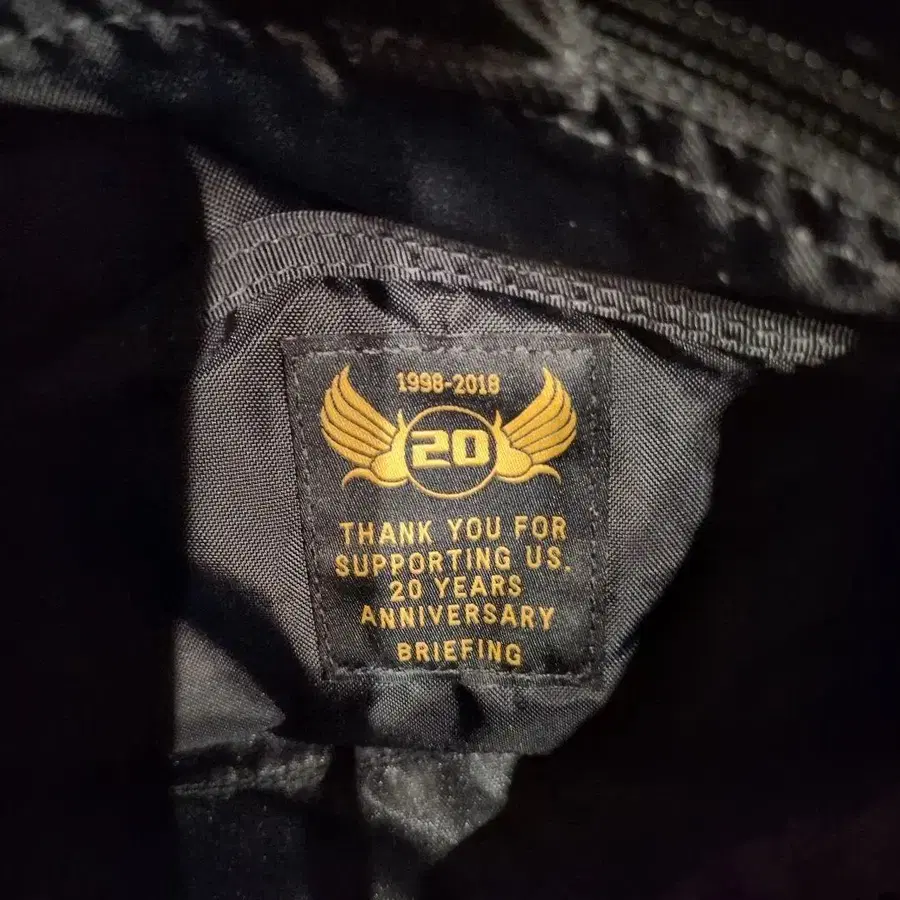 1998-2018
20
THANK YOU FOR
SUPPORTING US.
20 YEARS
ANNIVERSARY
BRIEFING